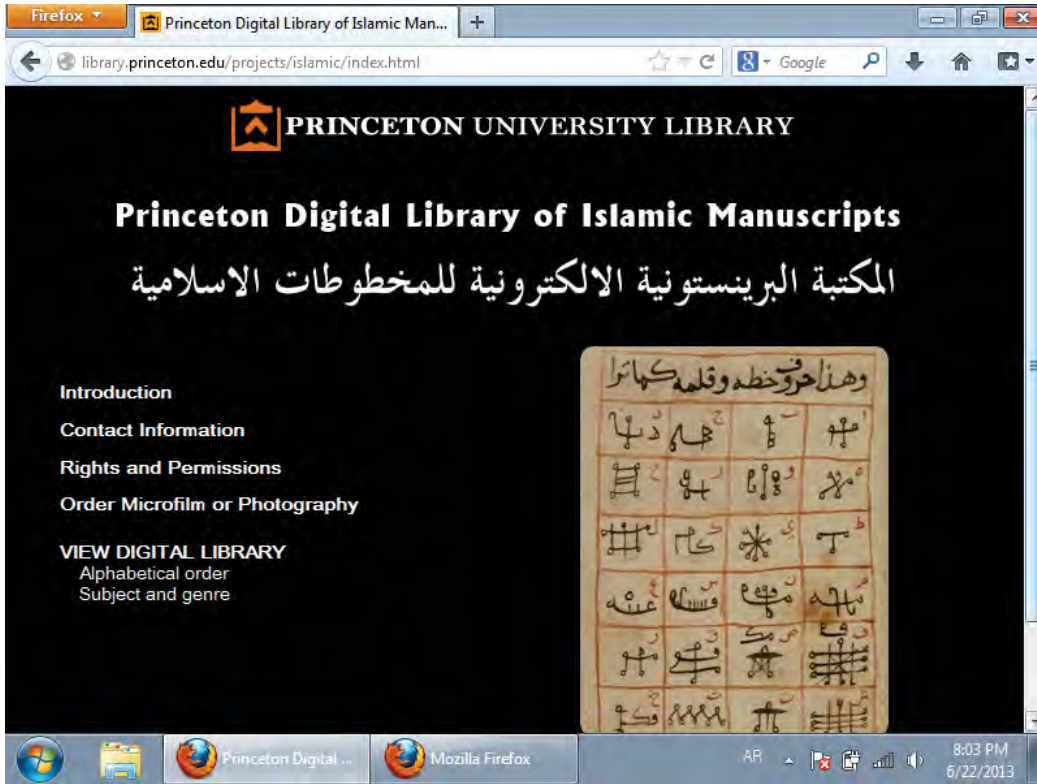 Firefox
Princeton Digital Library of Islamic Man...
library.princeton.edu/projects/islamic/index.html
Google
PRINCETON UNIVERSITY LIBRARY
Princeton Digital Library of Islamic Manuscripts
المكتبة البرينستونية الالكترونية للمخطوطات الاسلامية
وهذا حروف خطه وقلمه كماترا
Introduction
Contact Information
Rights and Permissions
Order Microfilm or Photography
VIEW DIGITAL LIBRARY
Alphabetical order
Subject and genre
Princeton Digital ...
Mozilla Firefox
AR
8:03 PM
6/22/2013